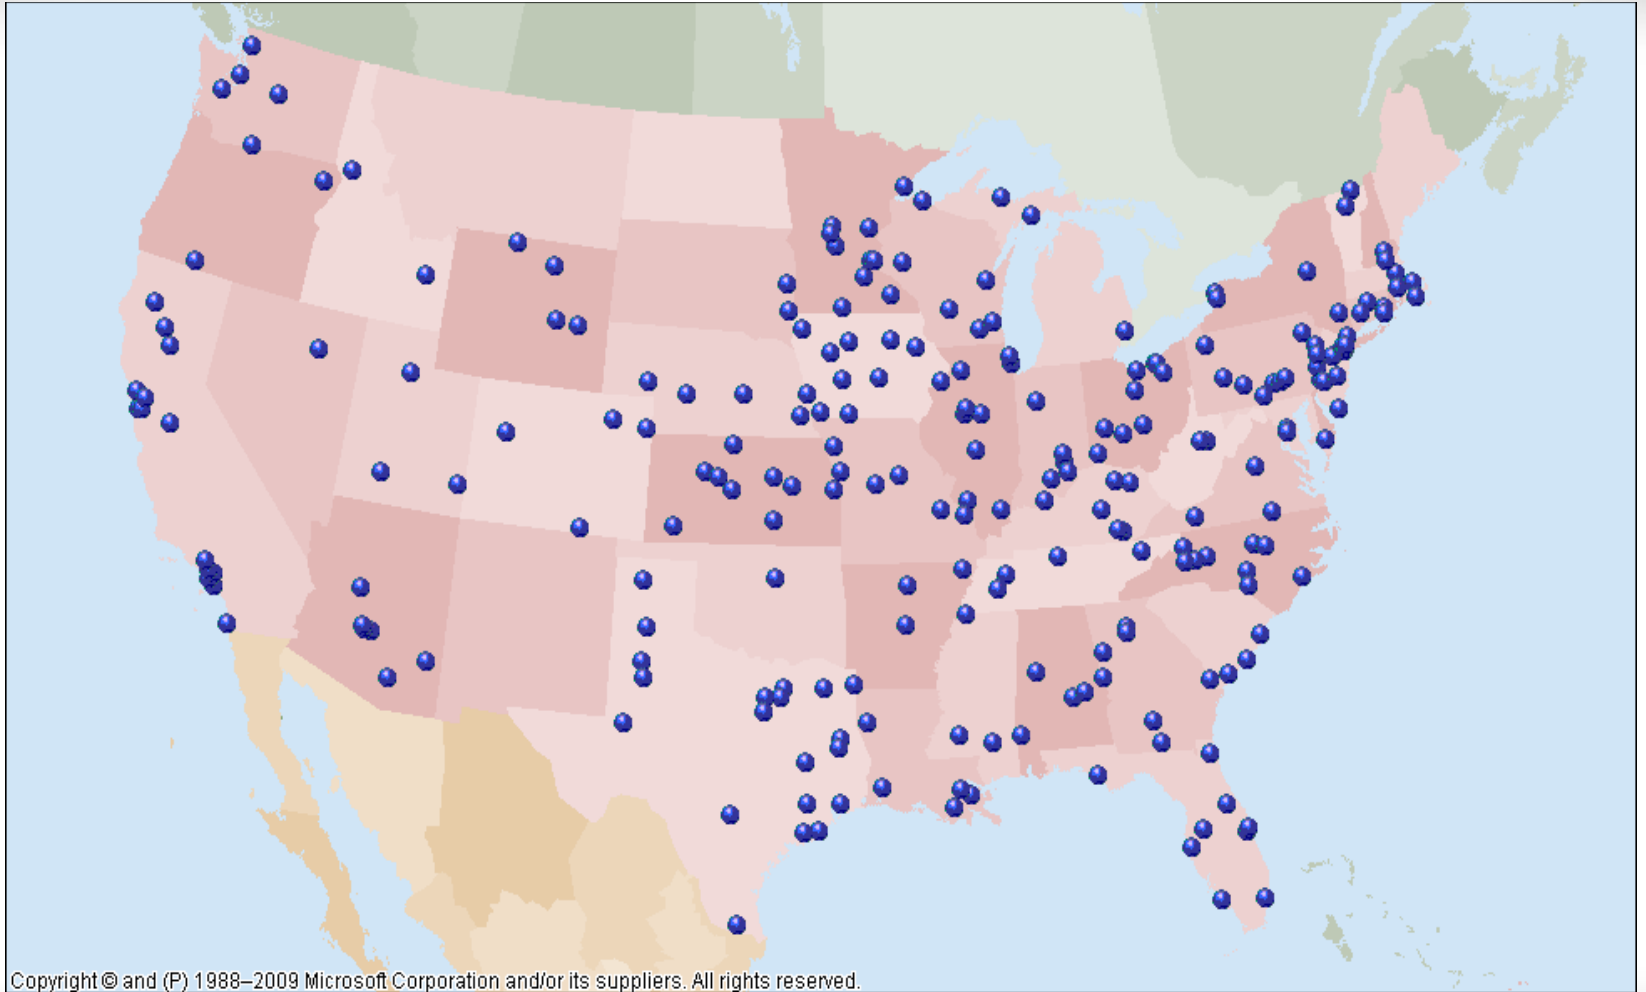 Copyright © and (P) 1988–2009 Microsoft Corporation and/or its suppliers. All rights reserved.